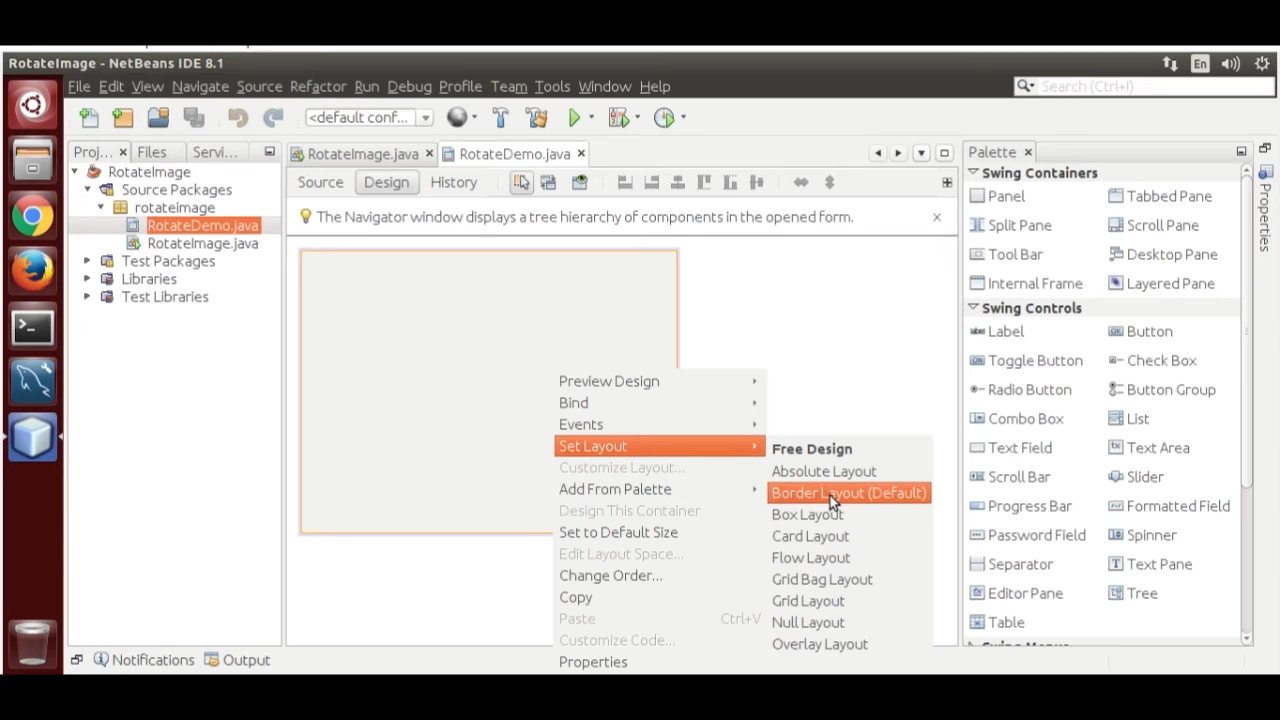 RotateImage - NetBeans IDE 8.1
En
File Edit View Navigate Source Refactor Run Debug Profile Team Tools Window Help
Search (Ctrl+I)
<default conf...
Proj... Files Servi...
RotateImage.java
RotateDemo.java
Palette
RotateImage
Source Packages
rotateimage
RotateDemo.java
RotateImage.java
Test Packages
Libraries
Test Libraries
Source Design History
The Navigator window displays a tree hierarchy of components in the opened form.
Preview Design
Bind
Events
Set Layout
Customize Layout...
Add From Palette
Design This Container
Set to Default Size
Edit Layout Space...
Change Order...
Copy
Paste Ctrl+V
Customize Code...
Properties
Free Design
Absolute Layout
Border Layout (Default)
Box Layout
Card Layout
Flow Layout
Grid Bag Layout
Grid Layout
Null Layout
Overlay Layout
Swing Containers
Panel Tabbed Pane
Split Pane Scroll Pane
Tool Bar Desktop Pane
Internal Frame Layered Pane
Swing Controls
Label Button
Toggle Button Check Box
Radio Button Button Group
Combo Box List
Text Field Text Area
Scroll Bar Slider
Progress Bar Formatted Field
Password Field Spinner
Separator Text Pane
Editor Pane Tree
Table
Swing Menus
Properties
Notifications Output